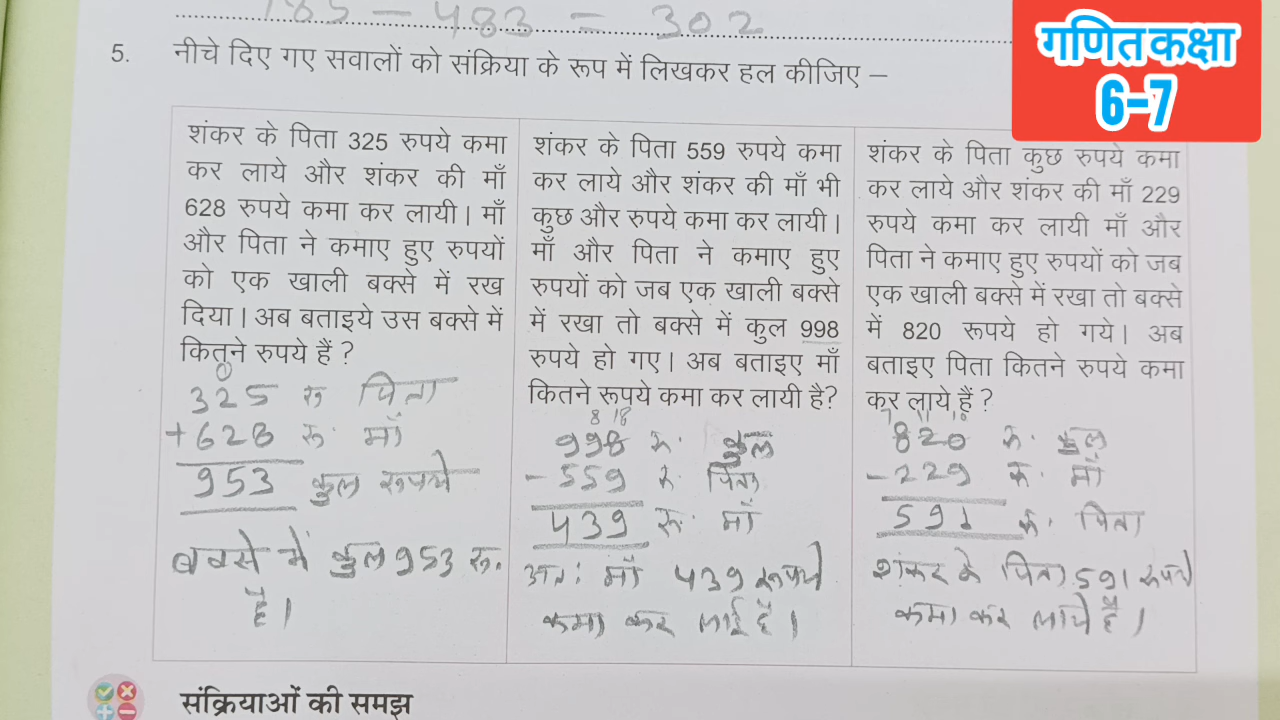 185 - 483 = 302
गणित कक्षा
6-7
5. नीचे दिए गए सवालों को संक्रिया के रूप में लिखकर हल कीजिए –
शंकर के पिता 325 रुपये कमा
कर लाये और शंकर की माँ
628 रुपये कमा कर लायी। माँ
और पिता ने कमाए हुए रुपयों
को एक खाली बक्से में रख
दिया। अब बताइये उस बक्से में
कितने रुपये हैं ?
325 रु पिता
+628 रु. माँ
953 कुल रूपये
बक्से में कुल 953 रु.
है।
शंकर के पिता 559 रुपये कमा
कर लाये और शंकर की माँ भी
कुछ और रुपये कमा कर लायी।
माँ और पिता ने कमाए हुए
रुपयों को जब एक खाली बक्से
में रखा तो बक्से में कुल 998
रुपये हो गए। अब बताइए माँ
कितने रूपये कमा कर लायी है?
8 18
998 रु. कुल
-559 रु. पिता
439 रु. माँ
अतः माँ 439 रूपये
कमा कर लाई है।
शंकर के पिता कुछ रुपये कमा
कर लाये और शंकर की माँ 229
रुपये कमा कर लायी माँ और
पिता ने कमाए हुए रुपयों को जब
एक खाली बक्से में रखा तो बक्से
में 820 रूपये हो गये। अब
बताइए पिता कितने रुपये कमा
कर लाये हैं ?
7 11 10
820 रु. कुल
-229 रु. माँ
591 रु. पिता
शंकर के पिता 591 रूपये
कमा कर लाये है।
संक्रियाओं की समझ